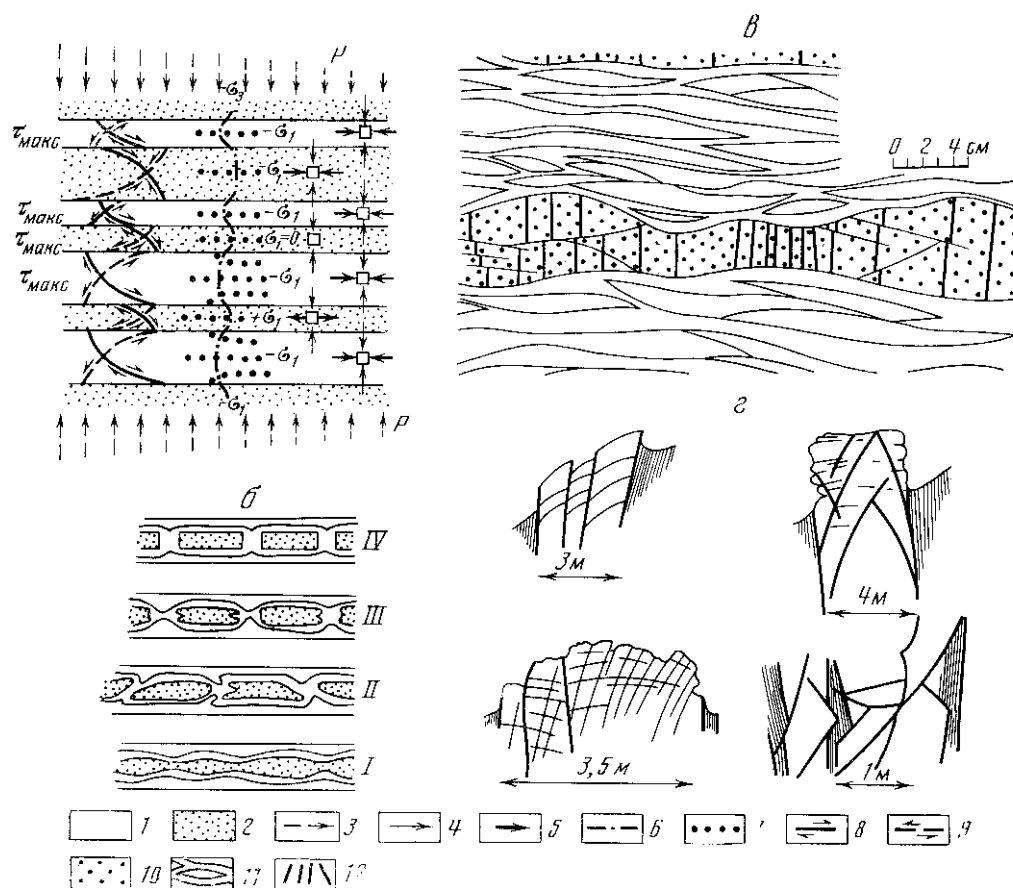 P
-σ₃
τмакс
-σ₁
-σ₁
τмакс
-σ₁
τмакс
σ₁=0
τмакс
-σ₁
+σ₁
-σ₁
-σ₁
P
б
IV
III
II
I
в
0 2 4 см
г
3м
4м
3,5м
1м
1 2 3 4 5 6 7 8 9
10 11 12